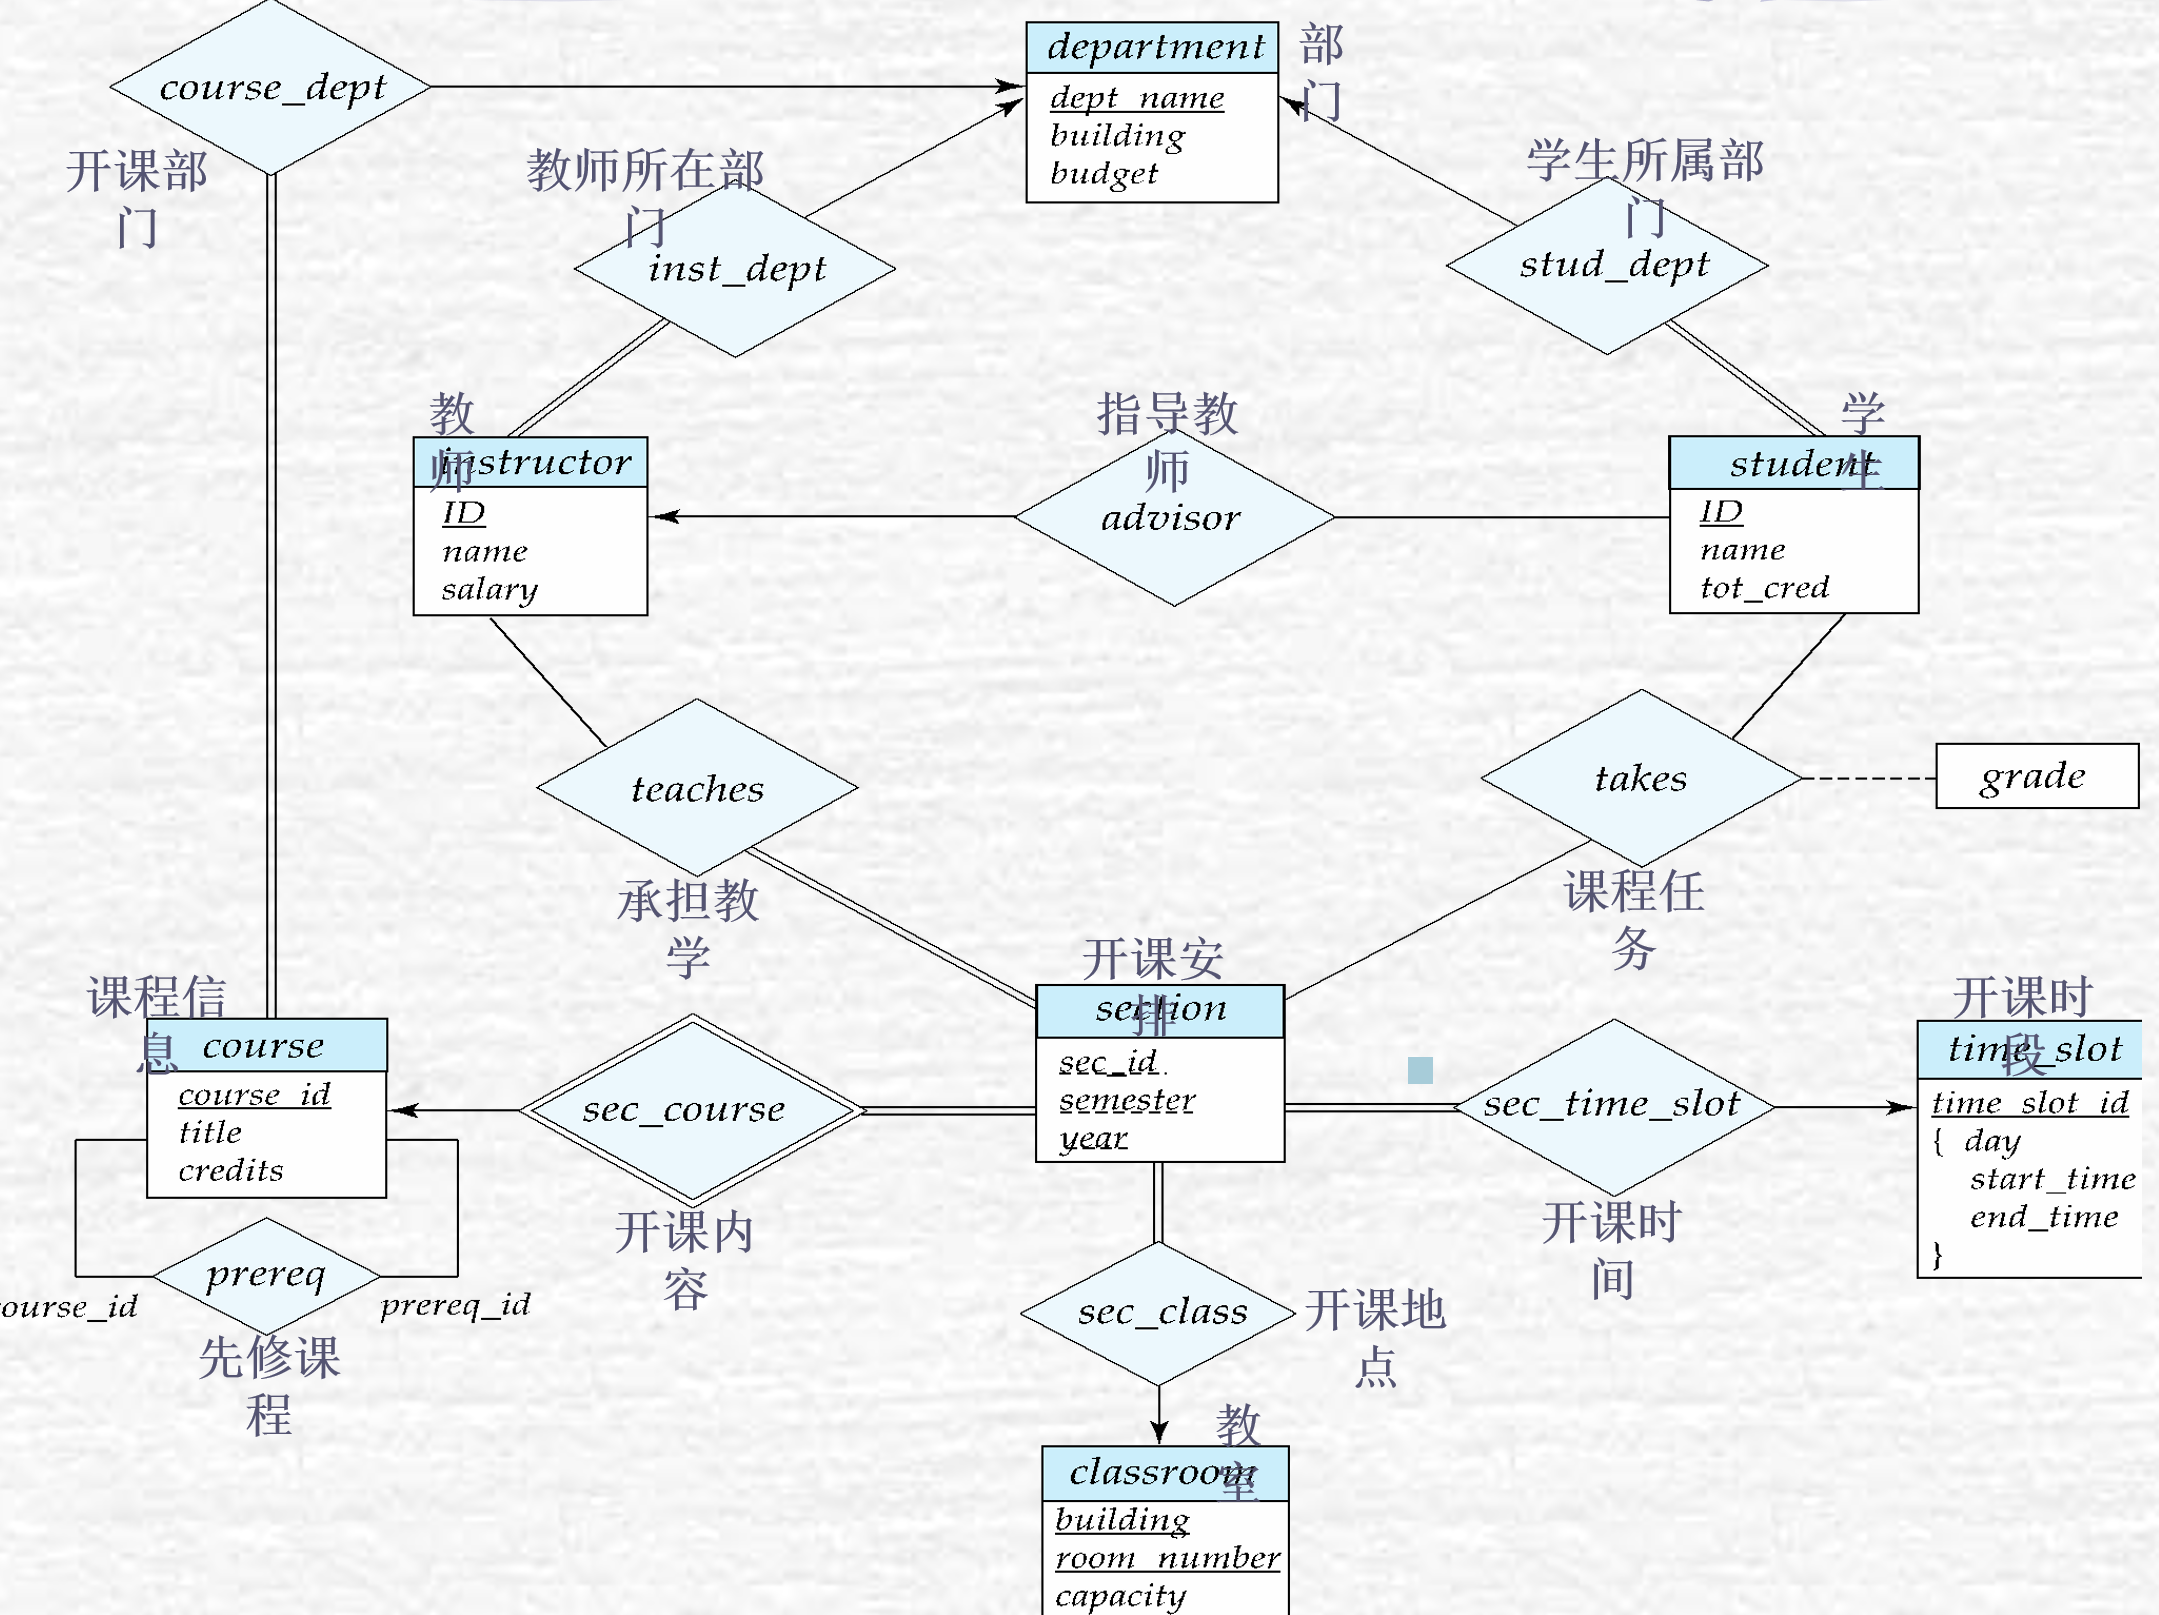 course_dept
开课部
门
department
dept_name
building
budget
部
门
教师所在部
门
inst_dept
学生所属部
门
stud_dept
教
师
instructor
ID
name
salary
指导教
师
advisor
学
生
student
ID
name
tot_cred
teaches
承担教
学
takes
课程任
务
grade
课程信
息
course
course_id
title
credits
sec_course
开课内
容
开课安
排
section
sec_id
semester
year
sec_time_slot
开课时
间
开课时
段
time_slot
time_slot_id
{ day
start_time
end_time
}
prereq
ourse_id
prereq_id
先修课
程
sec_class
开课地
点
教
室
classroom
building
room_number
capacity